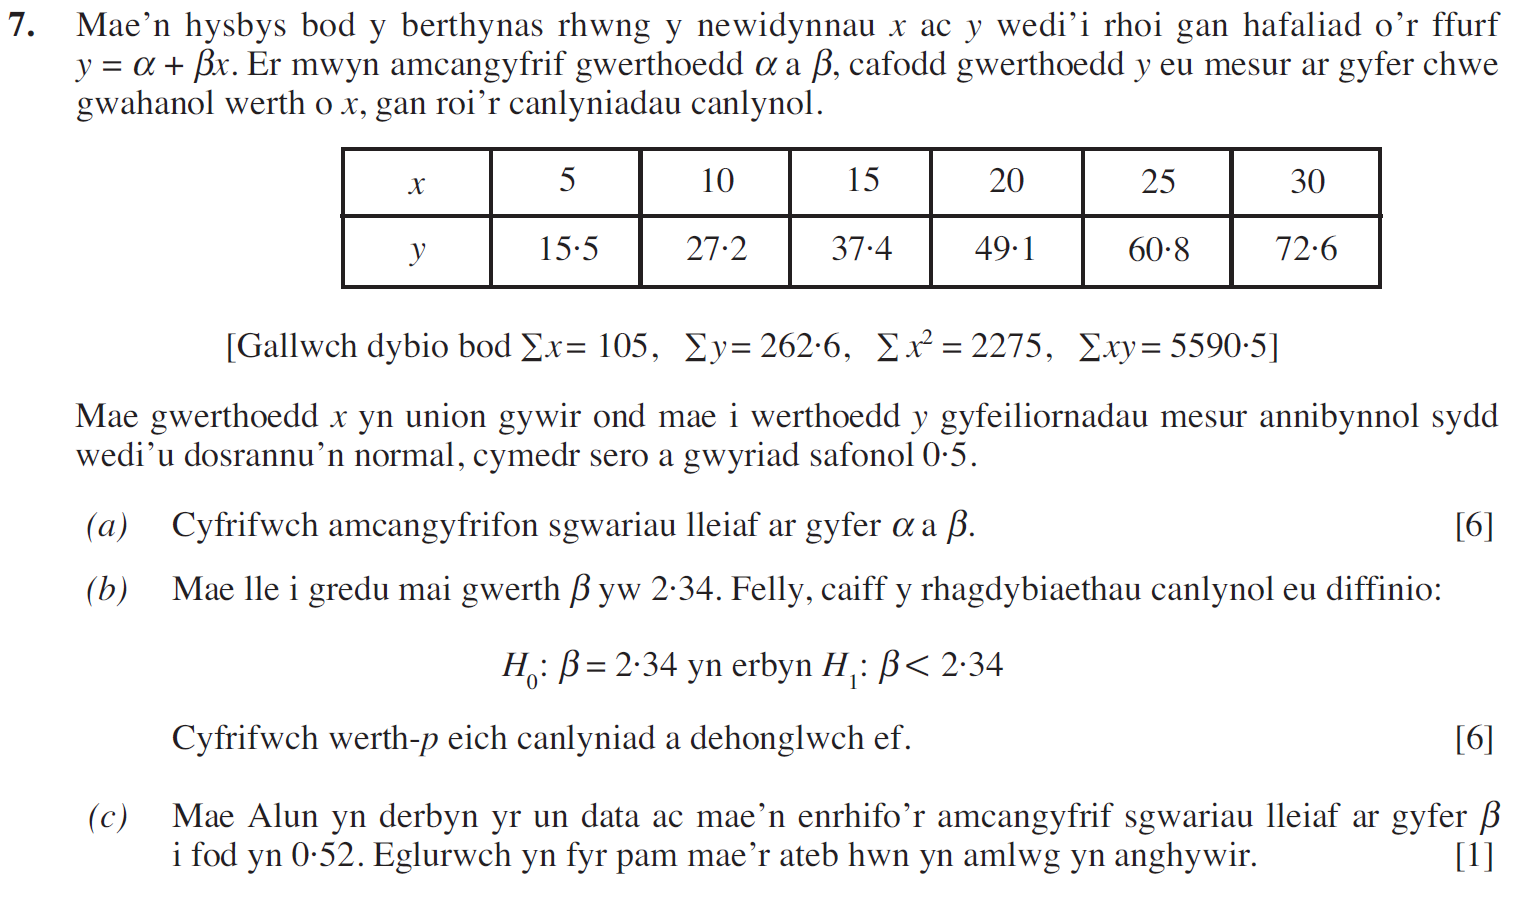 7. Mae’n hysbys bod y berthynas rhwng y newidynnau x ac y wedi’i rhoi gan hafaliad o’r ffurf
y = α + βx. Er mwyn amcangyfrif gwerthoedd α a β, cafodd gwerthoedd y eu mesur ar gyfer chwe
gwahanol werth o x, gan roi’r canlyniadau canlynol.
x 5 10 15 20 25 30
y 15·5 27·2 37·4 49·1 60·8 72·6
[Gallwch dybio bod Σx = 105, Σy = 262·6, Σx² = 2275, Σxy = 5590·5]
Mae gwerthoedd x yn union gywir ond mae i werthoedd y gyfeiliornadau mesur annibynnol sydd
wedi’u dosrannu’n normal, cymedr sero a gwyriad safonol 0·5.
(a) Cyfrifwch amcangyfrifon sgwariau lleiaf ar gyfer α a β. [6]
(b) Mae lle i gredu mai gwerth β yw 2·34. Felly, caiff y rhagdybiaethau canlynol eu diffinio:
H₀: β = 2·34 yn erbyn H₁: β < 2·34
Cyfrifwch werth-p eich canlyniad a dehonglwch ef. [6]
(c) Mae Alun yn derbyn yr un data ac mae’n enrhifo’r amcangyfrif sgwariau lleiaf ar gyfer β
i fod yn 0·52. Eglurwch yn fyr pam mae’r ateb hwn yn amlwg yn anghywir. [1]